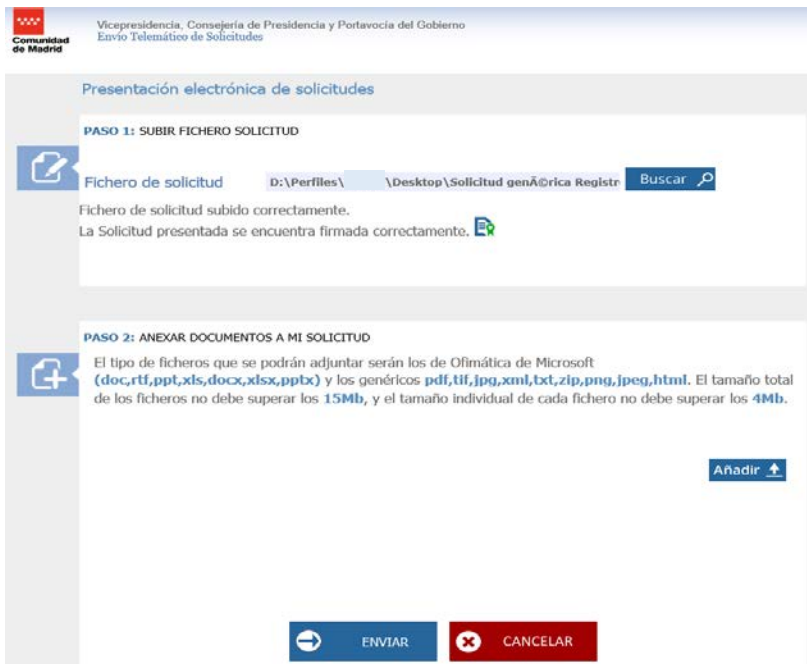 Comunidad
de Madrid
Vicepresidencia, Consejería de Presidencia y Portavocía del Gobierno
Envío Telemático de Solicitudes
Presentación electrónica de solicitudes
PASO 1: SUBIR FICHERO SOLICITUD
Fichero de solicitud D:\Perfiles\ \Desktop\Solicitud genÃ©rica Registr Buscar
Fichero de solicitud subido correctamente.
La Solicitud presentada se encuentra firmada correctamente.
PASO 2: ANEXAR DOCUMENTOS A MI SOLICITUD
El tipo de ficheros que se podrán adjuntar serán los de Ofimática de Microsoft
(doc,rtf,ppt,xls,docx,xlsx,pptx) y los genéricos pdf,tif,jpg,xml,txt,zip,png,jpeg,html. El tamaño total
de los ficheros no debe superar los 15Mb, y el tamaño individual de cada fichero no debe superar los 4Mb.
Añadir
ENVIAR CANCELAR